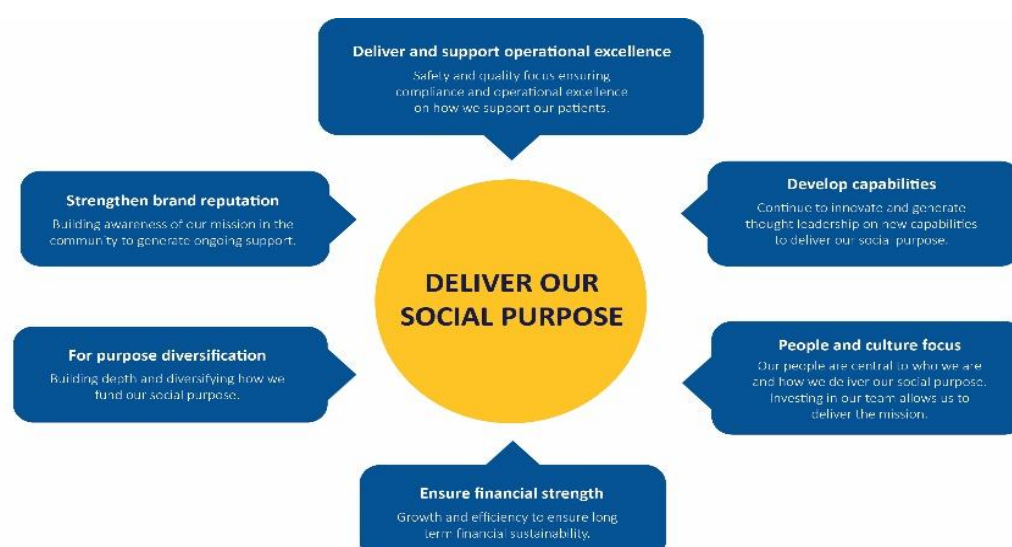 Deliver and support operational excellence
Safety and quality focus ensuring
compliance and operational excellence
on how we support our patients.
Strengthen brand reputation
Building awareness of our mission in the
community to generate ongoing support.
Develop capabilities
Continue to innovate and generate
thought leadership on new capabilities
to deliver our social purpose.
DELIVER OUR
SOCIAL PURPOSE
For purpose diversification
Building depth and diversifying how we
fund our social purpose.
People and culture focus
Our people are central to who we are
and how we deliver our social purpose.
Investing in our team allows us to
deliver the mission.
Ensure financial strength
Growth and efficiency to ensure long
term financial sustainability.